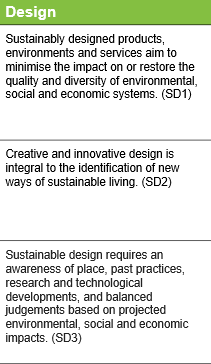 Design
Sustainably designed products,
environments and services aim to
minimise the impact on or restore the
quality and diversity of environmental,
social and economic systems. (SD1)
Creative and innovative design is
integral to the identification of new
ways of sustainable living. (SD2)
Sustainable design requires an
awareness of place, past practices,
research and technological
developments, and balanced
judgements based on projected
environmental, social and economic
impacts. (SD3)